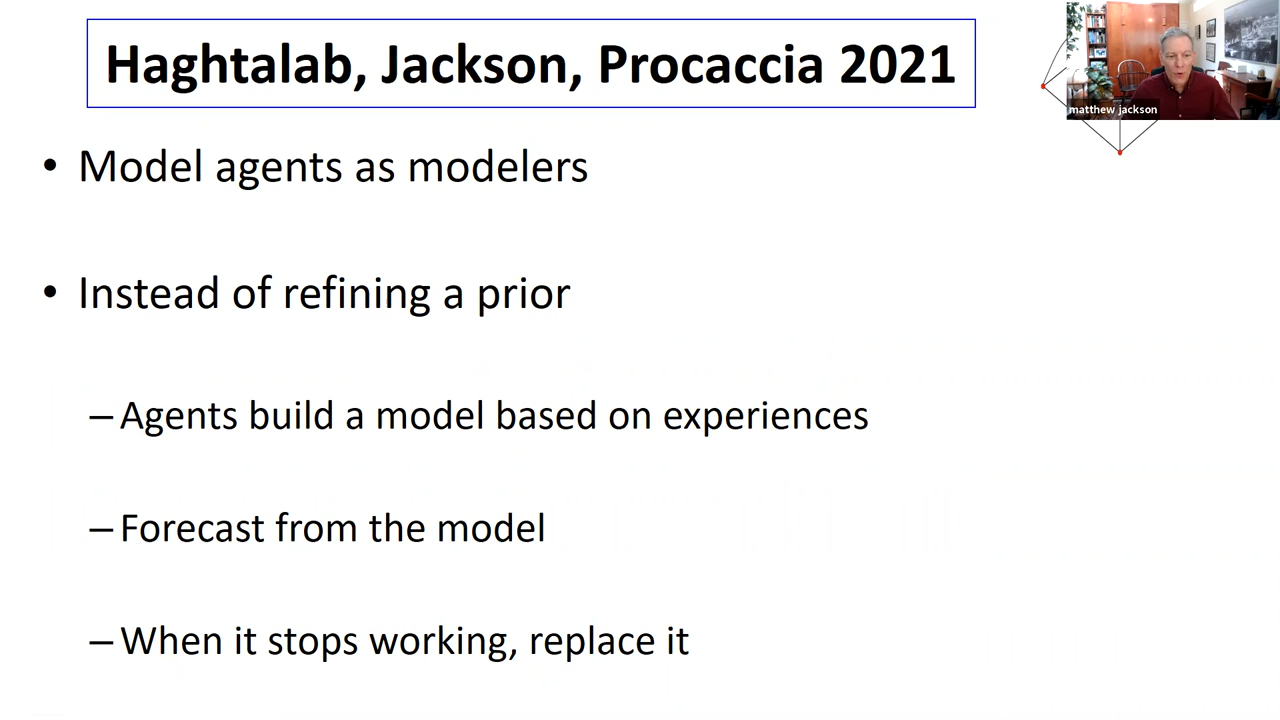 Haghtalab, Jackson, Procaccia 2021
matthew jackson
• Model agents as modelers
• Instead of refining a prior
– Agents build a model based on experiences
– Forecast from the model
– When it stops working, replace it